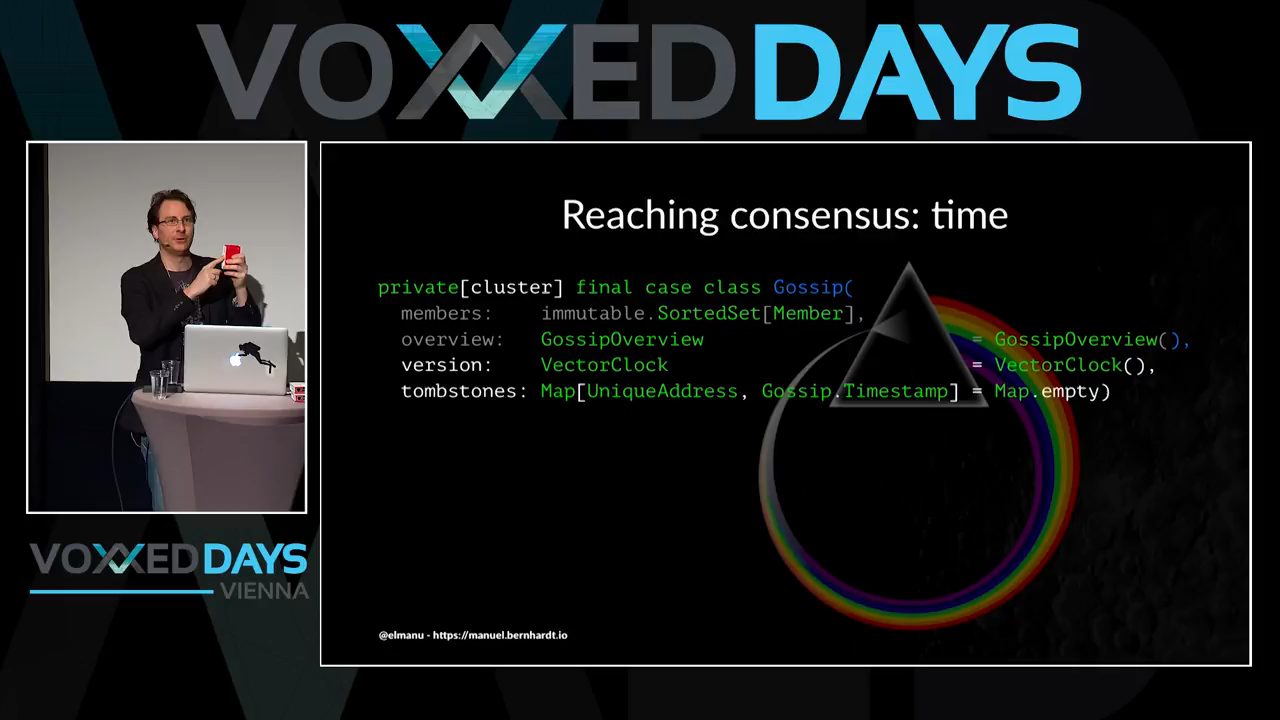 VOXXED DAYS
Reaching consensus: time
private[cluster] final case class Gossip(
members: immutable.SortedSet[Member],
overview: GossipOverview = GossipOverview(),
version: VectorClock = VectorClock(),
tombstones: Map[UniqueAddress, Gossip.Timestamp] = Map.empty)
VOXXED DAYS
VIENNA
@elmanu - https://manuel.bernhardt.io